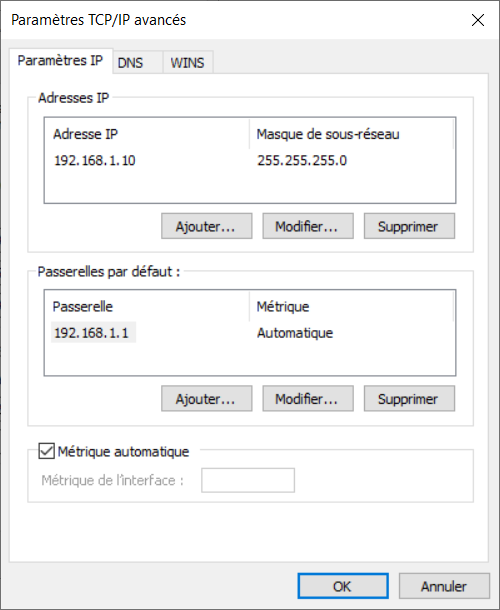 Paramètres TCP/IP avancés
Paramètres IP DNS WINS
Adresses IP
Adresse IP Masque de sous-réseau
192.168.1.10 255.255.255.0
Ajouter... Modifier... Supprimer
Passerelles par défaut :
Passerelle Métrique
192.168.1.1 Automatique
Ajouter... Modifier... Supprimer
Métrique automatique
Métrique de l'interface :
OK Annuler